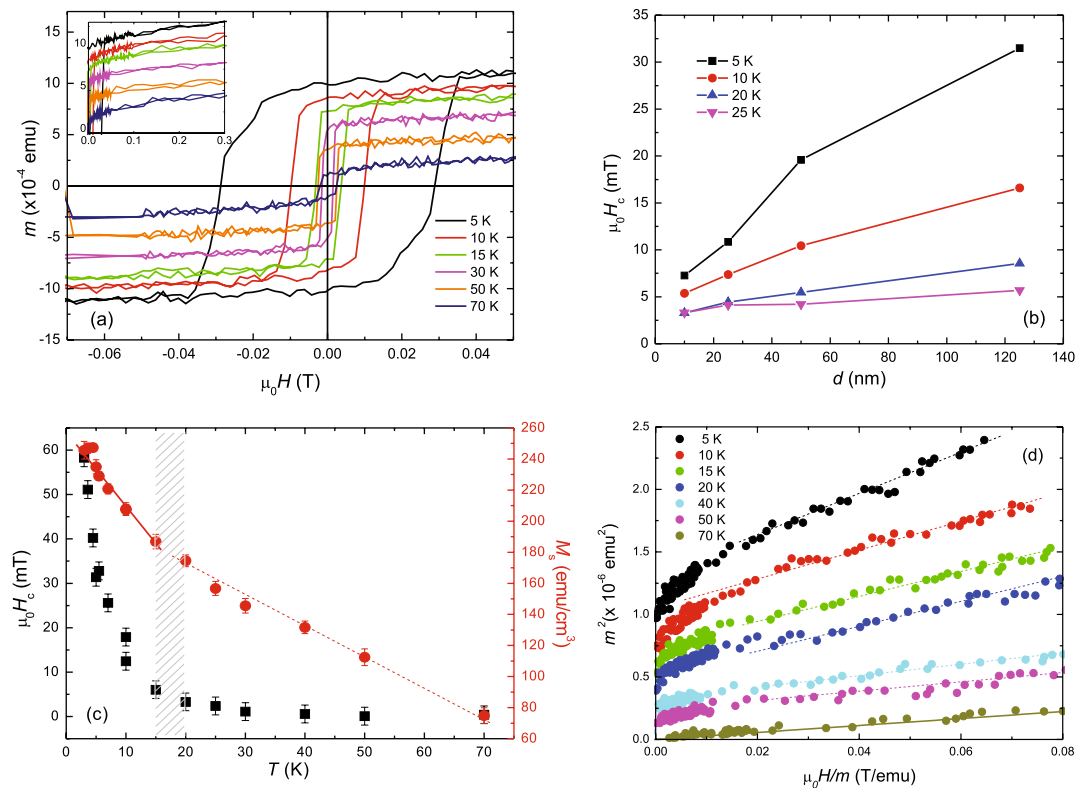 10
5
0
0.0 0.1 0.2 0.3
15
10
5
0
-5
-10
-15
m (x10⁻⁴ emu)
5 K
10 K
15 K
30 K
50 K
70 K
(a)
-0.06 -0.04 -0.02 0.00 0.02 0.04
μ₀H (T)
35
30
25
20
15
10
5
0
μ₀H꜀ (mT)
5 K
10 K
20 K
25 K
(b)
0 20 40 60 80 100 120 140
d (nm)
60
50
40
30
20
10
0
μ₀H꜀ (mT)
(c)
0 10 20 30 40 50 60 70
T (K)
260
240
220
200
180
160
140
120
100
80
60
Mₛ (emu/cm³)
2.5
2.0
1.5
1.0
0.5
0.0
m² (x 10⁻⁶ emu²)
5 K
10 K
15 K
20 K
40 K
50 K
70 K
(d)
0.00 0.02 0.04 0.06 0.08
μ₀H/m (T/emu)